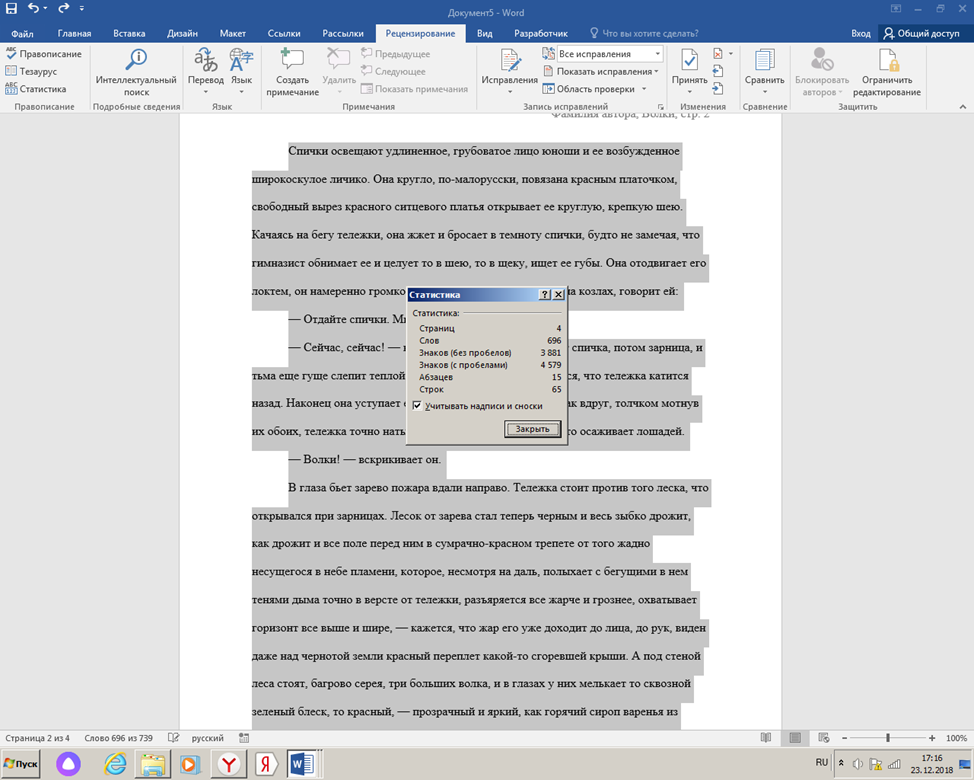 Документ5 - Word
Файл Главная Вставка Дизайн Макет Ссылки Рассылки Рецензирование Вид Разработчик Что вы хотите сделать? Вход Общий доступ
ABC Правописание
Тезаурус
ABC 123 Статистика
Правописание
Интеллектуальный поиск
Подробные сведения
Перевод Язык
Язык
Создать примечание
Удалить
Предыдущее
Следующее
Показать примечания
Примечания
Исправления
Все исправления
Показать исправления
Область проверки
Запись исправлений
Принять
Изменения
Сравнить
Сравнение
Блокировать авторов
Ограничить редактирование
Защитить
Фамилия автора, Волки, стр. 2
Спички освещают удлиненное, грубоватое лицо юноши и ее возбужденное
широкоскулое личико. Она кругло, по-малорусски, повязана красным платочком,
свободный вырез красного ситцевого платья открывает ее круглую, крепкую шею.
Качаясь на бегу тележки, она жжет и бросает в темноту спички, будто не замечая, что
гимназист обнимает ее и целует то в шею, то в щеку, ищет ее губы. Она отодвигает его
локтем, он намеренно громко на козлах, говорит ей:
— Отдайте спички.
— Сейчас, сейчас! — спичка, потом зарница, и
тьма еще гуще слепит теплой что тележка катится
назад. Наконец она уступает вдруг, толчком мотнув
их обоих, тележка точно осаживает лошадей.
— Волки! — вскрикивает он.
В глаза бьет зарево пожара вдали направо. Тележка стоит против того леска, что
открывался при зарницах. Лесок от зарева стал теперь черным и весь зыбко дрожит,
как дрожит и все поле перед ним в сумрачно-красном трепете от того жадно
несущегося в небе пламени, которое, несмотря на даль, полыхает с бегущими в нем
тенями дыма точно в версте от тележки, разъяряется все жарче и грознее, охватывает
горизонт все выше и шире, — кажется, что жар его уже доходит до лица, до рук, виден
даже над чернотой земли красный переплет какой-то сгоревшей крыши. А под стеной
леса стоят, багрово серея, три больших волка, и в глазах у них мелькает то сквозной
зеленый блеск, то красный, — прозрачный и яркий, как горячий сироп варенья из
Статистика
Статистика:
Страниц 4
Слов 696
Знаков (без пробелов) 3 881
Знаков (с пробелами) 4 579
Абзацев 15
Строк 65
Учитывать надписи и сноски
Закрыть
Страница 2 из 4 Слово 696 из 739 русский 100%
Пуск RU 17:16
23.12.2018